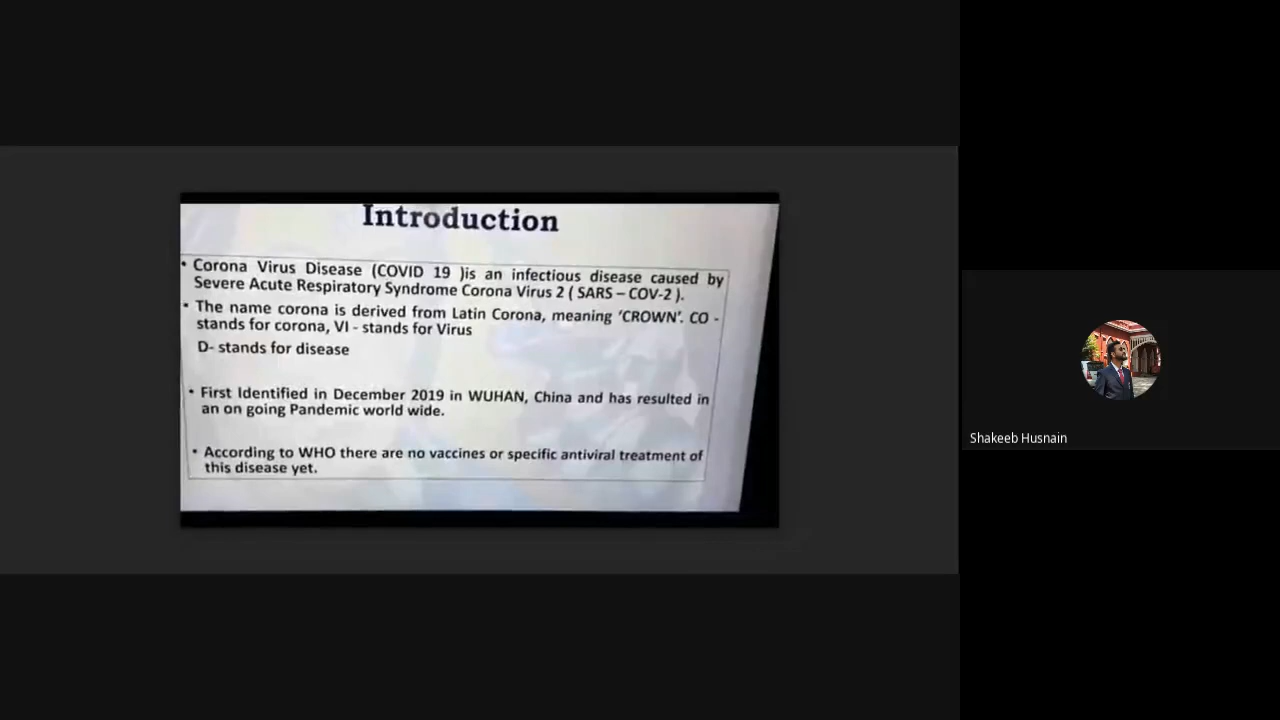 Introduction
• Corona Virus Disease (COVID 19 )is an infectious disease caused by
Severe Acute Respiratory Syndrome Corona Virus 2 ( SARS – COV-2 ).
• The name corona is derived from Latin Corona, meaning ‘CROWN’. CO -
stands for corona, VI - stands for Virus
D- stands for disease
• First Identified in December 2019 in WUHAN, China and has resulted in
an on going Pandemic world wide.
• According to WHO there are no vaccines or specific antiviral treatment of
this disease yet.
Shakeeb Husnain